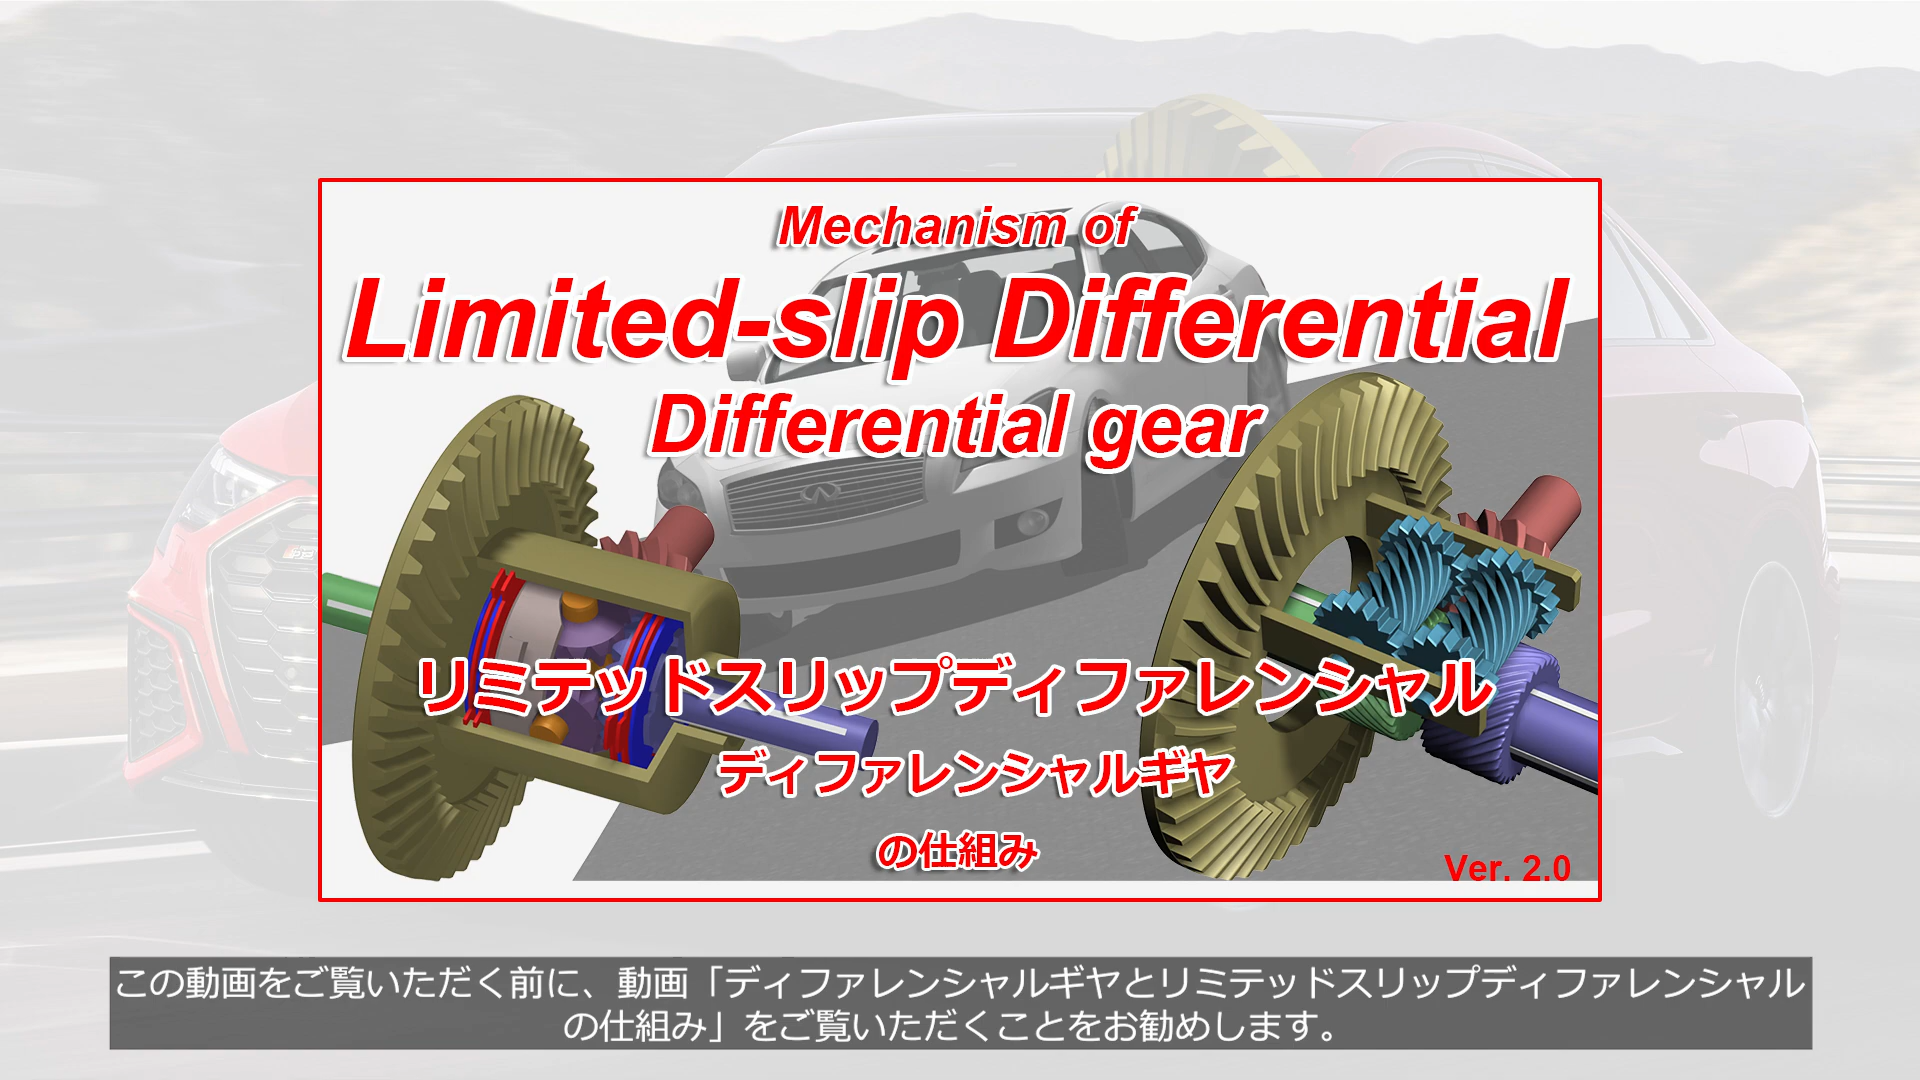 Mechanism of
Limited-slip Differential
Differential gear
リミテッドスリップディファレンシャル
ディファレンシャルギヤ
の仕組み
Ver. 2.0
この動画をご覧いただく前に、動画「ディファレンシャルギヤとリミテッドスリップディファレンシャル
の仕組み」をご覧いただくことをお勧めします。